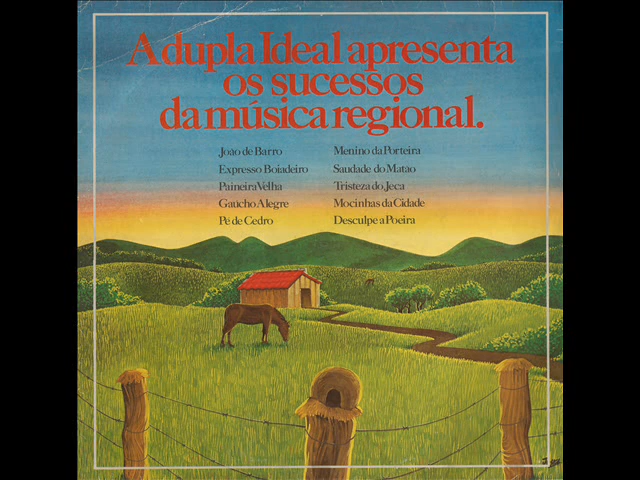 A dupla Ideal apresenta
os sucessos
da música regional.
João de Barro
Expresso Boiadeiro
Paineira Velha
Gaucho Alegre
Pé de Cedro
Menino da Porteira
Saudade do Matão
Tristeza do Jeca
Mocinhas da Cidade
Desculpe a Poeira